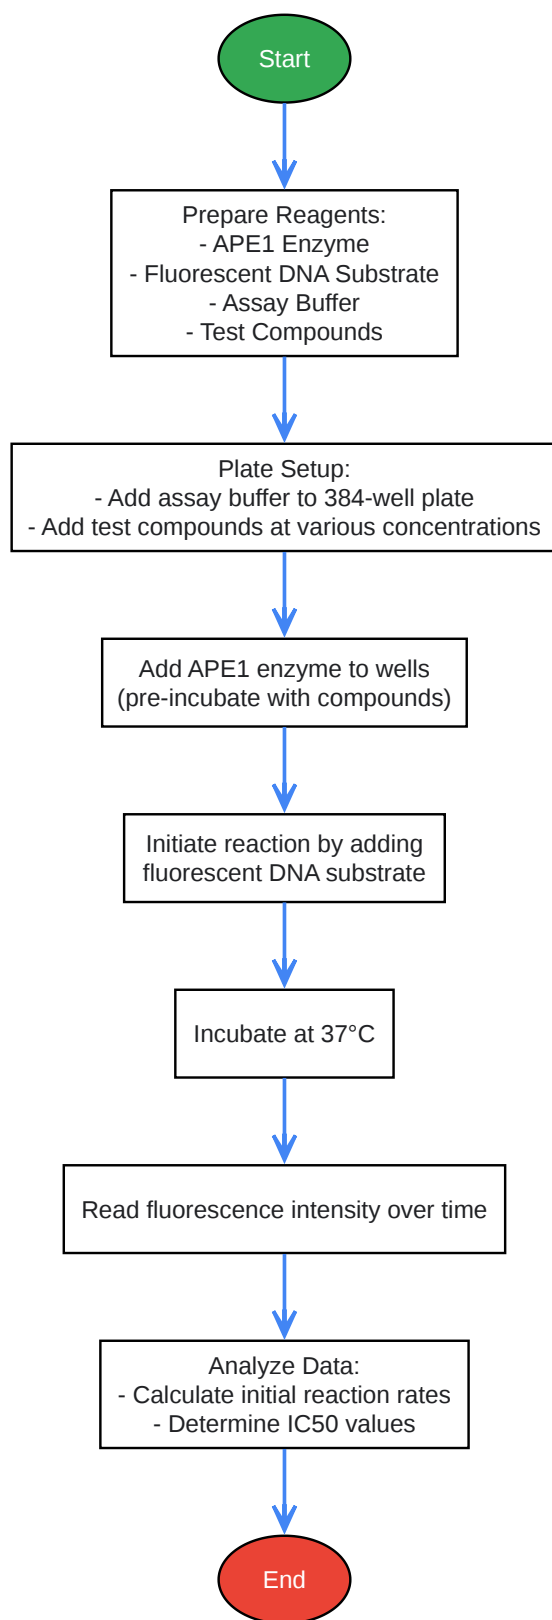 Start
Prepare Reagents:
- APE1 Enzyme
- Fluorescent DNA Substrate
- Assay Buffer
- Test Compounds
Plate Setup:
- Add assay buffer to 384-well plate
- Add test compounds at various concentrations
Add APE1 enzyme to wells
(pre-incubate with compounds)
Initiate reaction by adding
fluorescent DNA substrate
Incubate at 37°C
Read fluorescence intensity over time
Analyze Data:
- Calculate initial reaction rates
- Determine IC50 values
End